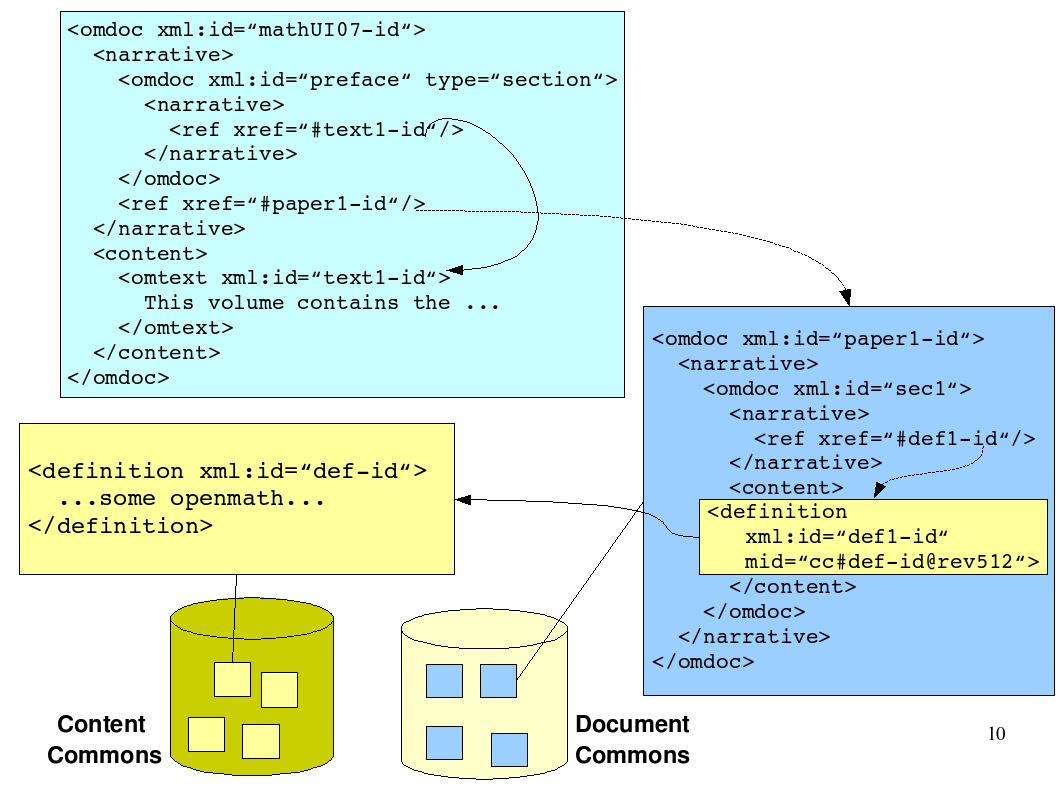 <omdoc xml:id=“mathUI07-id“>
  <narrative>
    <omdoc xml:id=“preface“ type=“section“>
      <narrative>
        <ref xref=“#text1-id“/>
      </narrative>
    </omdoc>
    <ref xref=“#paper1-id“/>
  </narrative>
  <content>
    <omtext xml:id=“text1-id“>
      This volume contains the ...
    </omtext>
  </content>
</omdoc>
<omdoc xml:id=“paper1-id“>
  <narrative>
    <omdoc xml:id=“sec1“>
      <narrative>
        <ref xref=“#def1-id“/>
      </narrative>
      <content>
<definition
   xml:id=“def1-id“
   mid=“cc#def-id@rev512“>
      </content>
    </omdoc>
  </narrative>
</omdoc>
<definition xml:id=“def-id“>
  ...some openmath...
</definition>
Content
Commons
Document
Commons
10